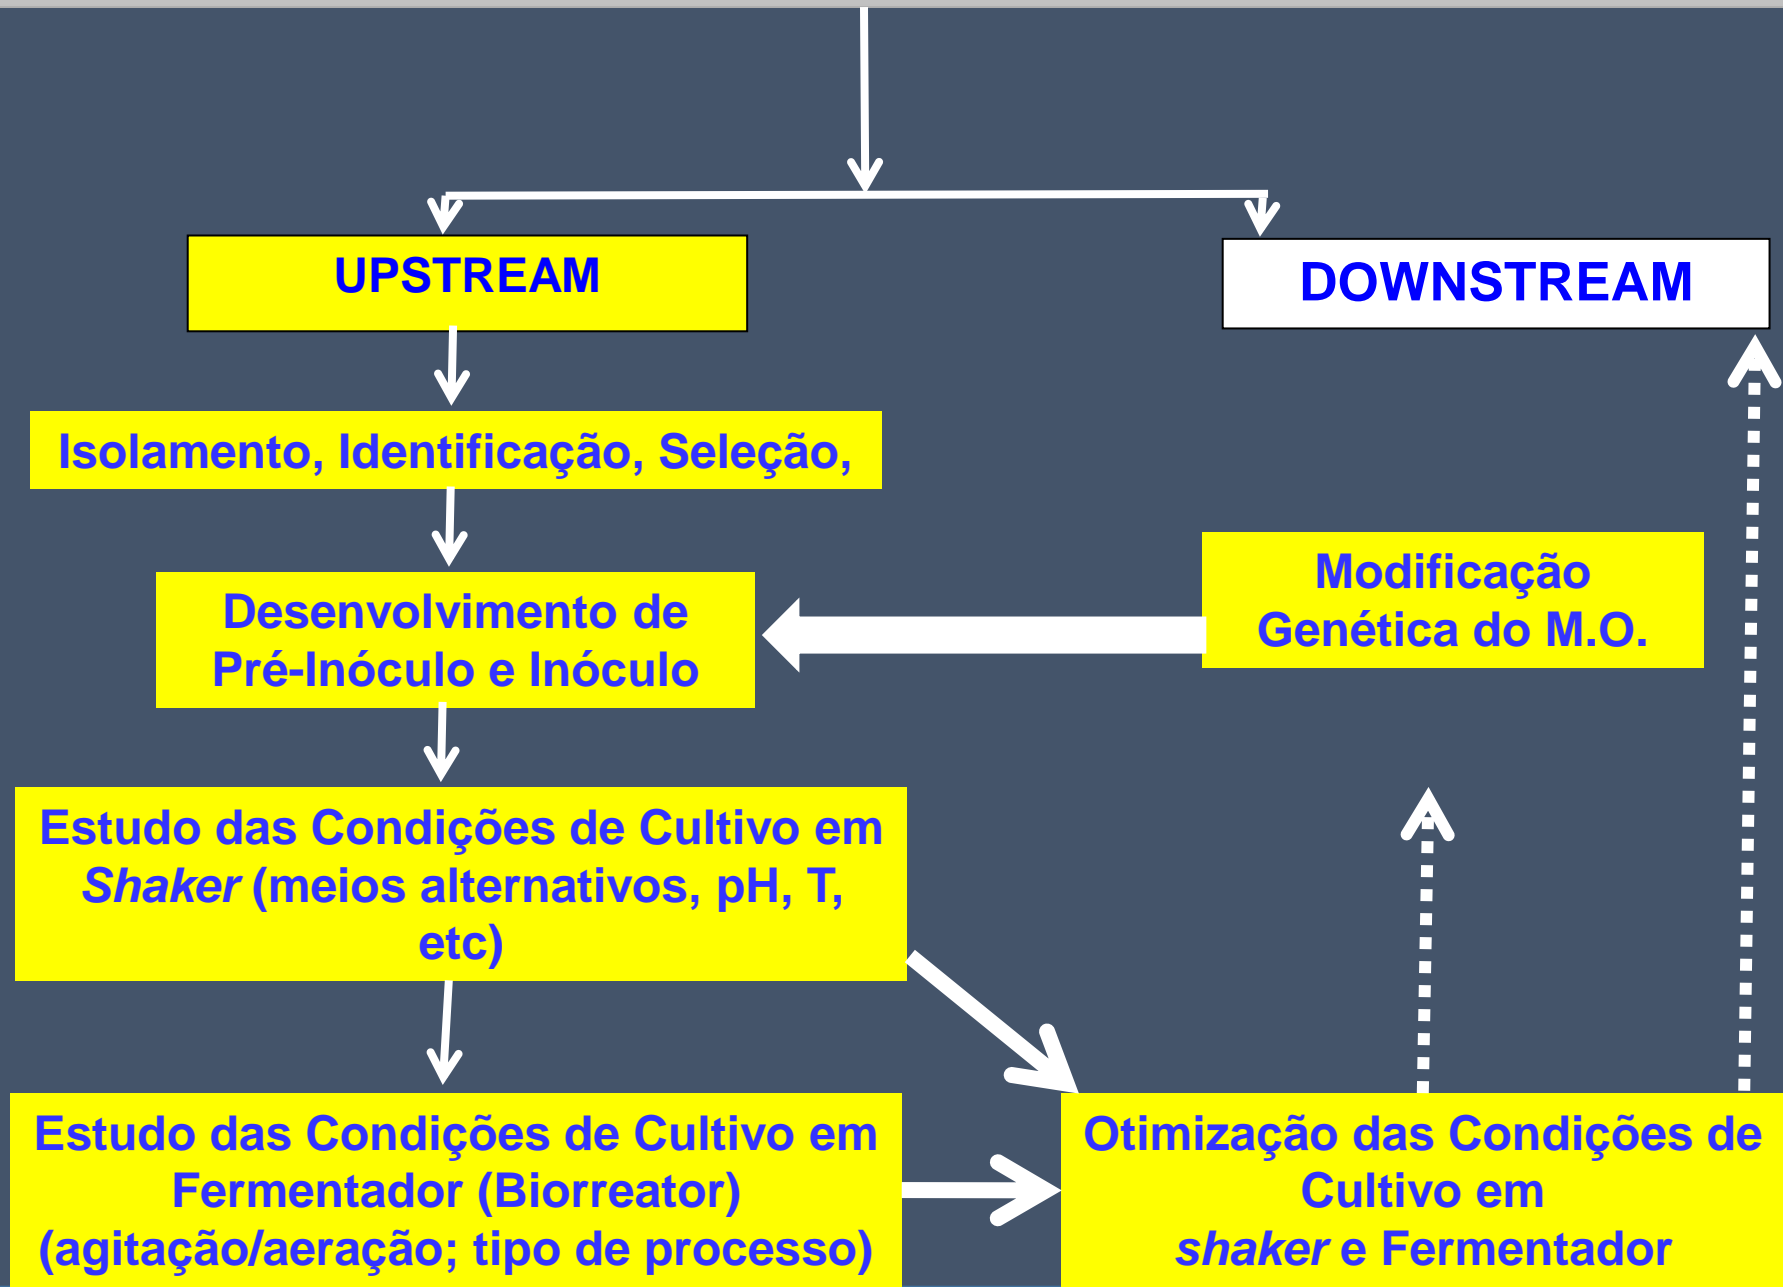 UPSTREAM
DOWNSTREAM
Isolamento, Identificação, Seleção,
Modificação
Genética do M.O.
Desenvolvimento de
Pré-Inóculo e Inóculo
Estudo das Condições de Cultivo em
Shaker (meios alternativos, pH, T,
etc)
Estudo das Condições de Cultivo em
Fermentador (Biorreator)
(agitação/aeração; tipo de processo)
Otimização das Condições de
Cultivo em
shaker e Fermentador